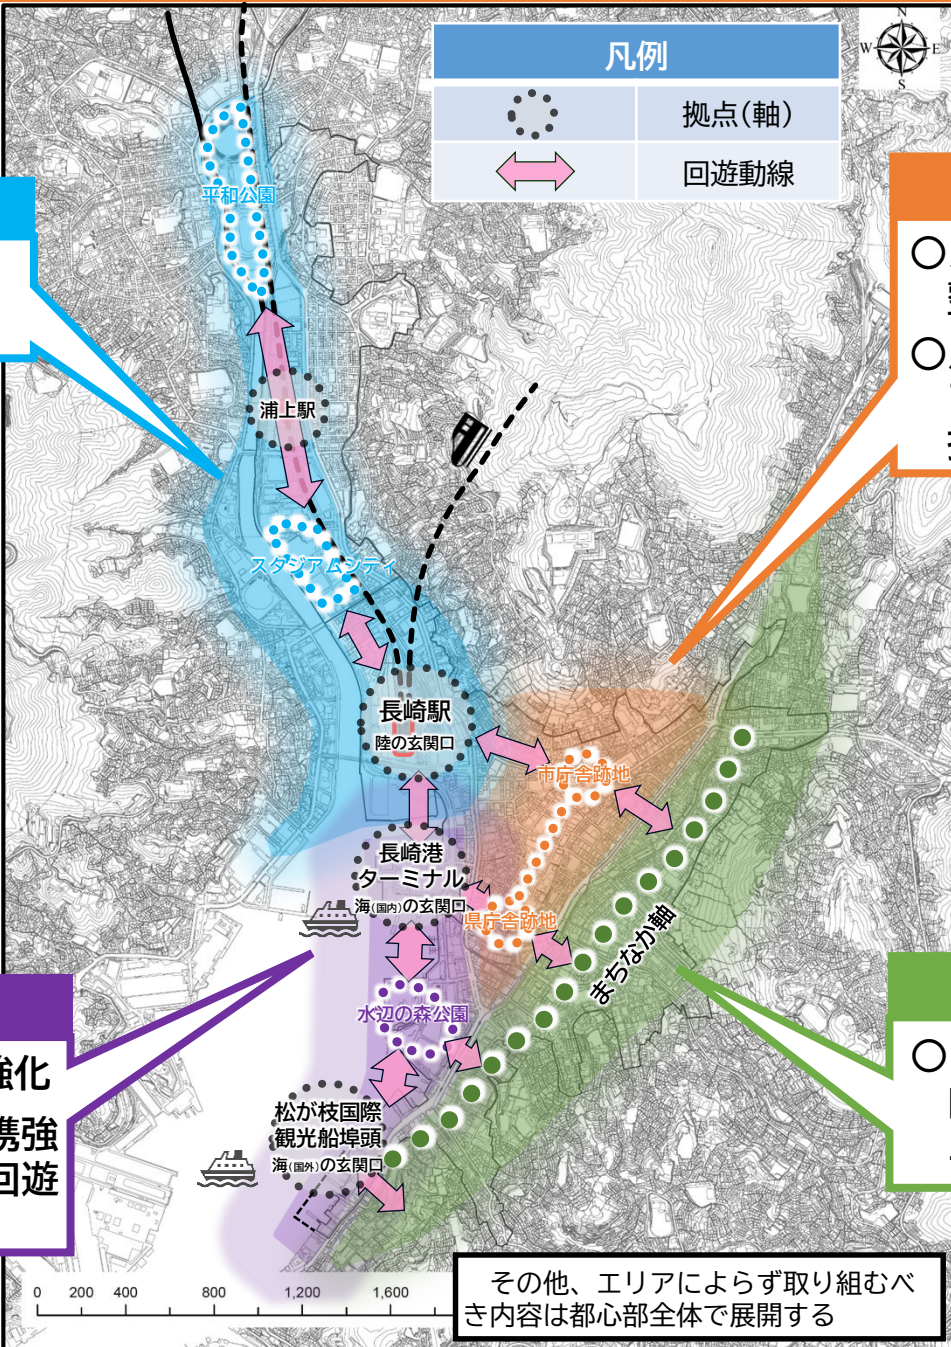 凡例
拠点(軸)
回遊動線
N
W
E
S
平和公園
浦上駅
スタジアムシティ
長崎駅
陸の玄関口
市庁舎跡地
長崎港
ターミナル
海(国内)の玄関口
県庁舎跡地
まちなか軸
水辺の森公園
松が枝国際
観光船埠頭
海(国外)の玄関口
強化
携強
回遊
○
○
○
0 200 400 800 1,200 1,600
その他、エリアによらず取り組むべ
き内容は都心部全体で展開する